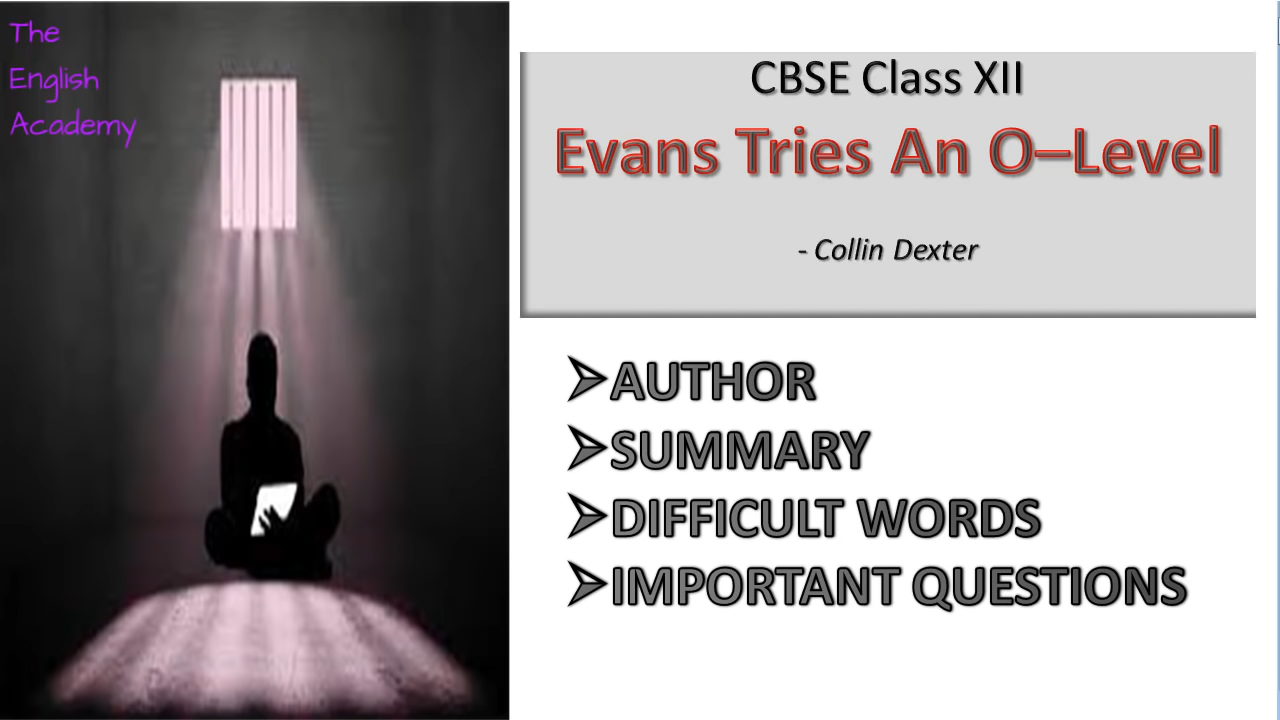 The
English
Academy
CBSE Class XII
Evans Tries An O–Level
- Collin Dexter
➢AUTHOR
➢SUMMARY
➢DIFFICULT WORDS
➢IMPORTANT QUESTIONS